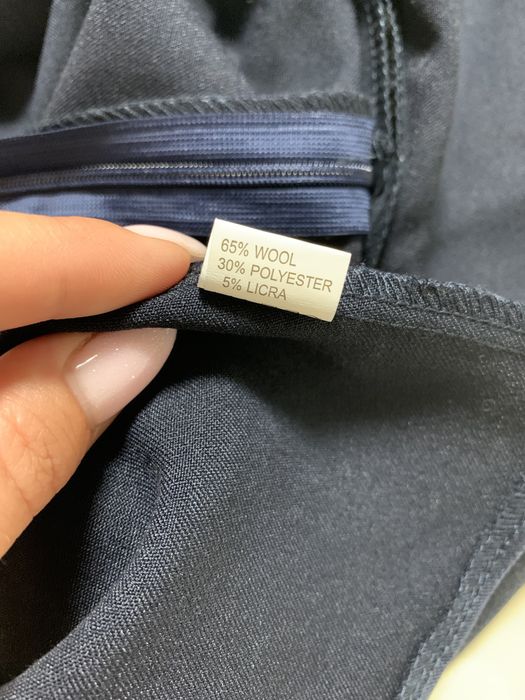 65% WOOL
30% POLYESTER
5% LICRA